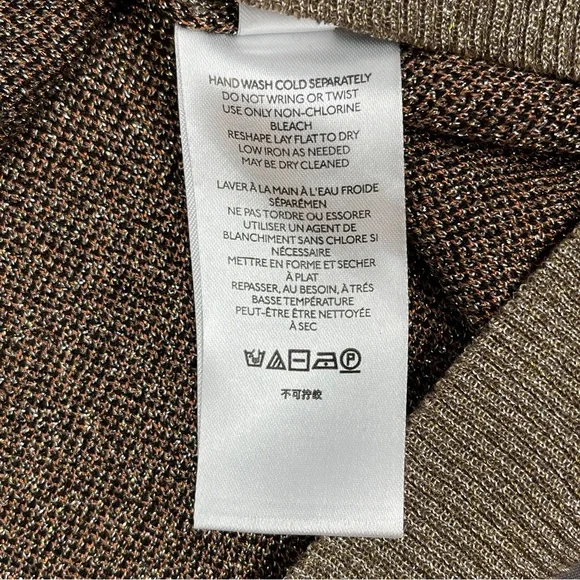 HAND WASH COLD SEPARATELY
DO NOT WRING OR TWIST
USE ONLY NON-CHLORINE
BLEACH
RESHAPE LAY FLAT TO DRY
LOW IRON AS NEEDED
MAY BE DRY CLEANED
LAVER À LA MAIN À L'EAU FROIDE
SÉPARÉMEN
NE PAS TORDRE OU ESSORER
UTILISER UN AGENT DE
BLANCHIMENT SANS CHLORE SI
NÉCESSAIRE
METTRE EN FORME ET SECHER
À PLAT
REPASSER, AU BESOIN, À TRÉS
BASSE TEMPÉRATURE
PEUT-ÊTRE ÊTRE NETTOYÉE
À SEC
P
不可拧绞